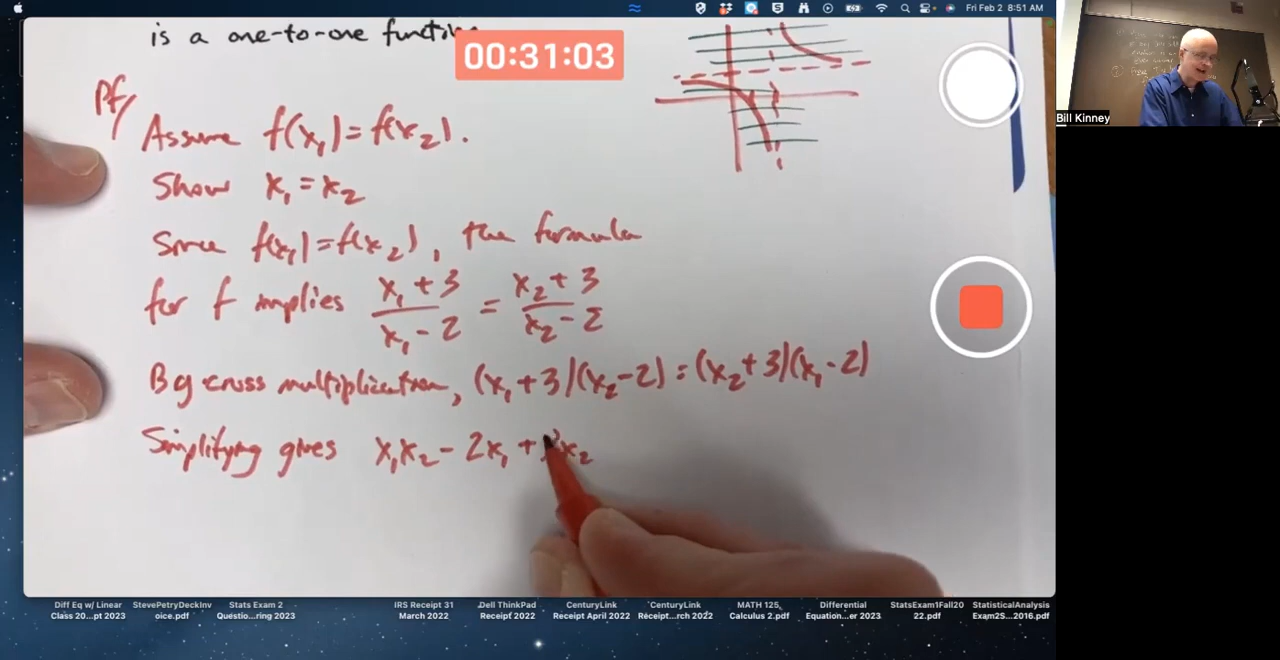 Fri Feb 2 8:51 AM
is a one-to-one
00:31:03
Pf/
Assume f(x₁)=f(x₂).
Show x₁=x₂
Since f(x₁)=f(x₂), the formula
for f implies x₁+3/x₁-2 = x₂+3/x₂-2
By cross multiplication, (x₁+3)(x₂-2)=(x₂+3)(x₁-2)
Simplifying gives x₁x₂-2x₁+3x₂
Bill Kinney
Diff Eq w/ Linear
Class 20...pt 2023
StevePetryDeckInv
oice.pdf
Stats Exam 2
Questio...ring 2023
IRS Receipt 31
March 2022
Dell ThinkPad
Receipt 2022
CenturyLink
Receipt April 2022
CenturyLink
Receipt...rch 2022
MATH 125,
Calculus 2.pdf
Differential
Equation...er 2023
StatsExam1Fall20
22.pdf
StatisticalAnalysis
Exam2S...2016.pdf